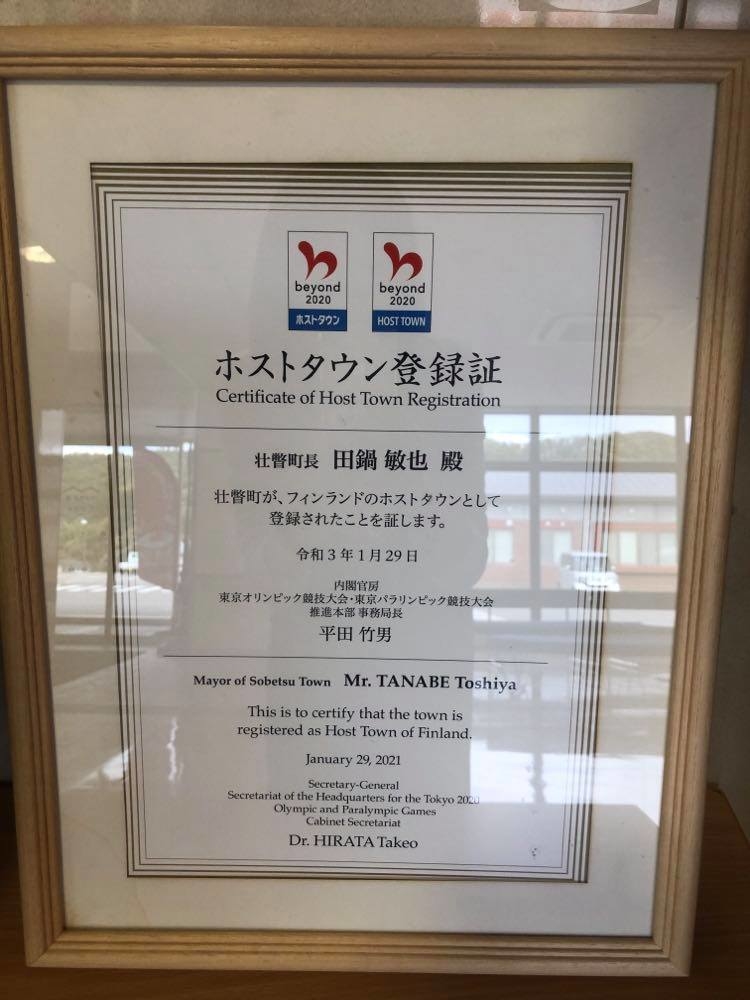 beyond
2020
ホストタウン
beyond
2020
HOST TOWN
ホストタウン登録証
Certificate of Host Town Registration
壮瞥町長 田鍋 敏也 殿
壮瞥町が、フィンランドのホストタウンとして
登録されたことを証します。
令和3年1月29日
内閣官房
東京オリンピック競技大会・東京パラリンピック競技大会
推進本部 事務局長
平田 竹男
Mayor of Sobetsu Town Mr. TANABE Toshiya
This is to certify that the town is
registered as Host Town of Finland.
January 29, 2021
Secretary-General
Secretariat of the Headquarters for the Tokyo 2020
Olympic and Paralympic Games
Cabinet Secretariat
Dr. HIRATA Takeo